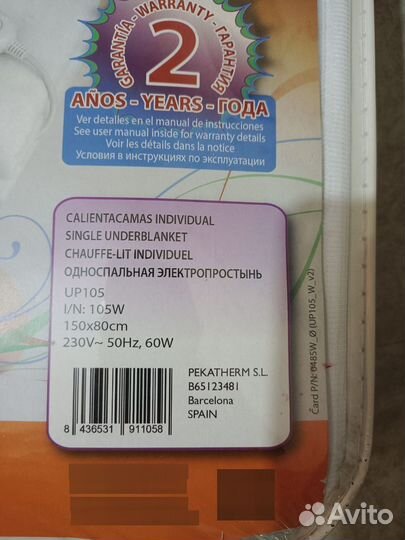 GARANTÍA - WARRANTY - ГАРАНТИЯ
2
AÑOS - YEARS - ГОДА
Ver detalles en el manual de instrucciones
See user manual inside for warranty details
Voir les détails dans la notice
Условия в инструкциях по эксплуатации
CALIENTACAMAS INDIVIDUAL
SINGLE UNDERBLANKET
CHAUFFE-LIT INDIVIDUEL
ОДНОСПАЛЬНАЯ ЭЛЕКТРОПРОСТЫНЬ
UP105
I/N: 105W
150x80cm
230V~ 50Hz, 60W
PEKATHERM S.L.
B65123481
Barcelona
SPAIN
8 436531 911058
Card P/N: 0485W_Ø (UP105_W_v2)
Avito